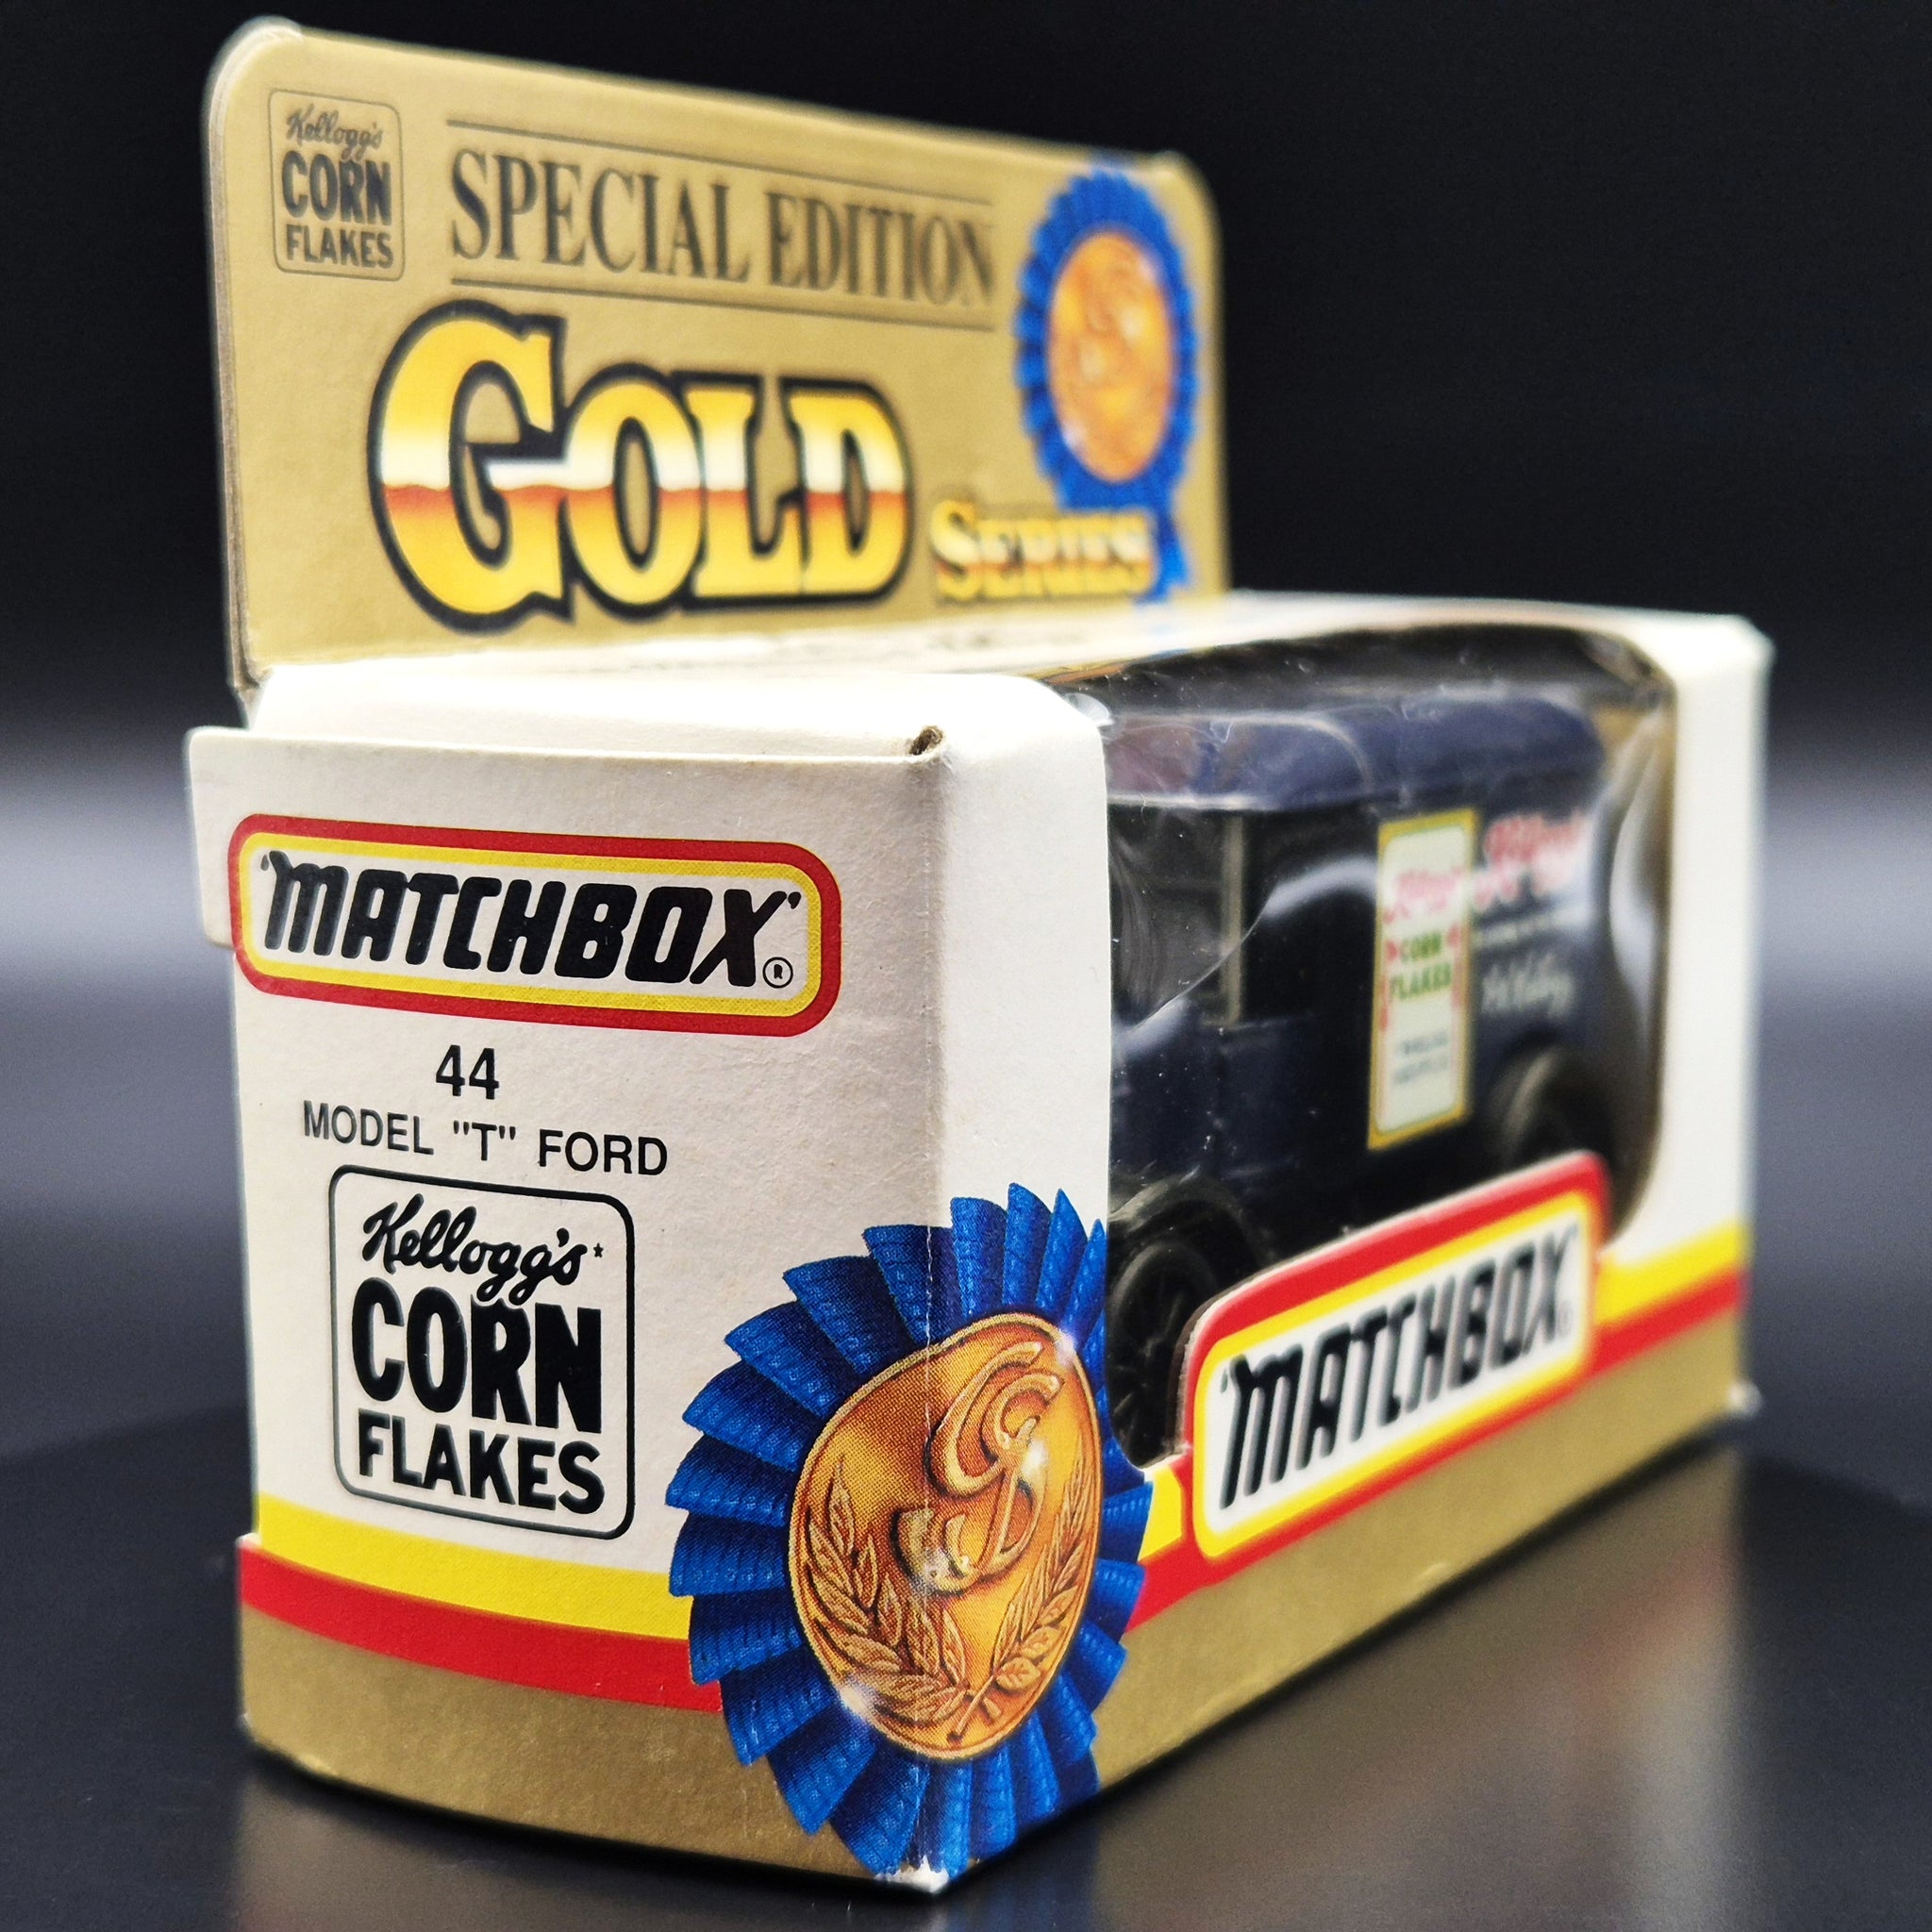 Kellogg's
CORN
FLAKES
SPECIAL EDITION
GOLD SERIES
'MATCHBOX'®
44
MODEL "T" FORD
Kellogg's*
CORN
FLAKES
CORN
FLAKES
'MATCHBOX'